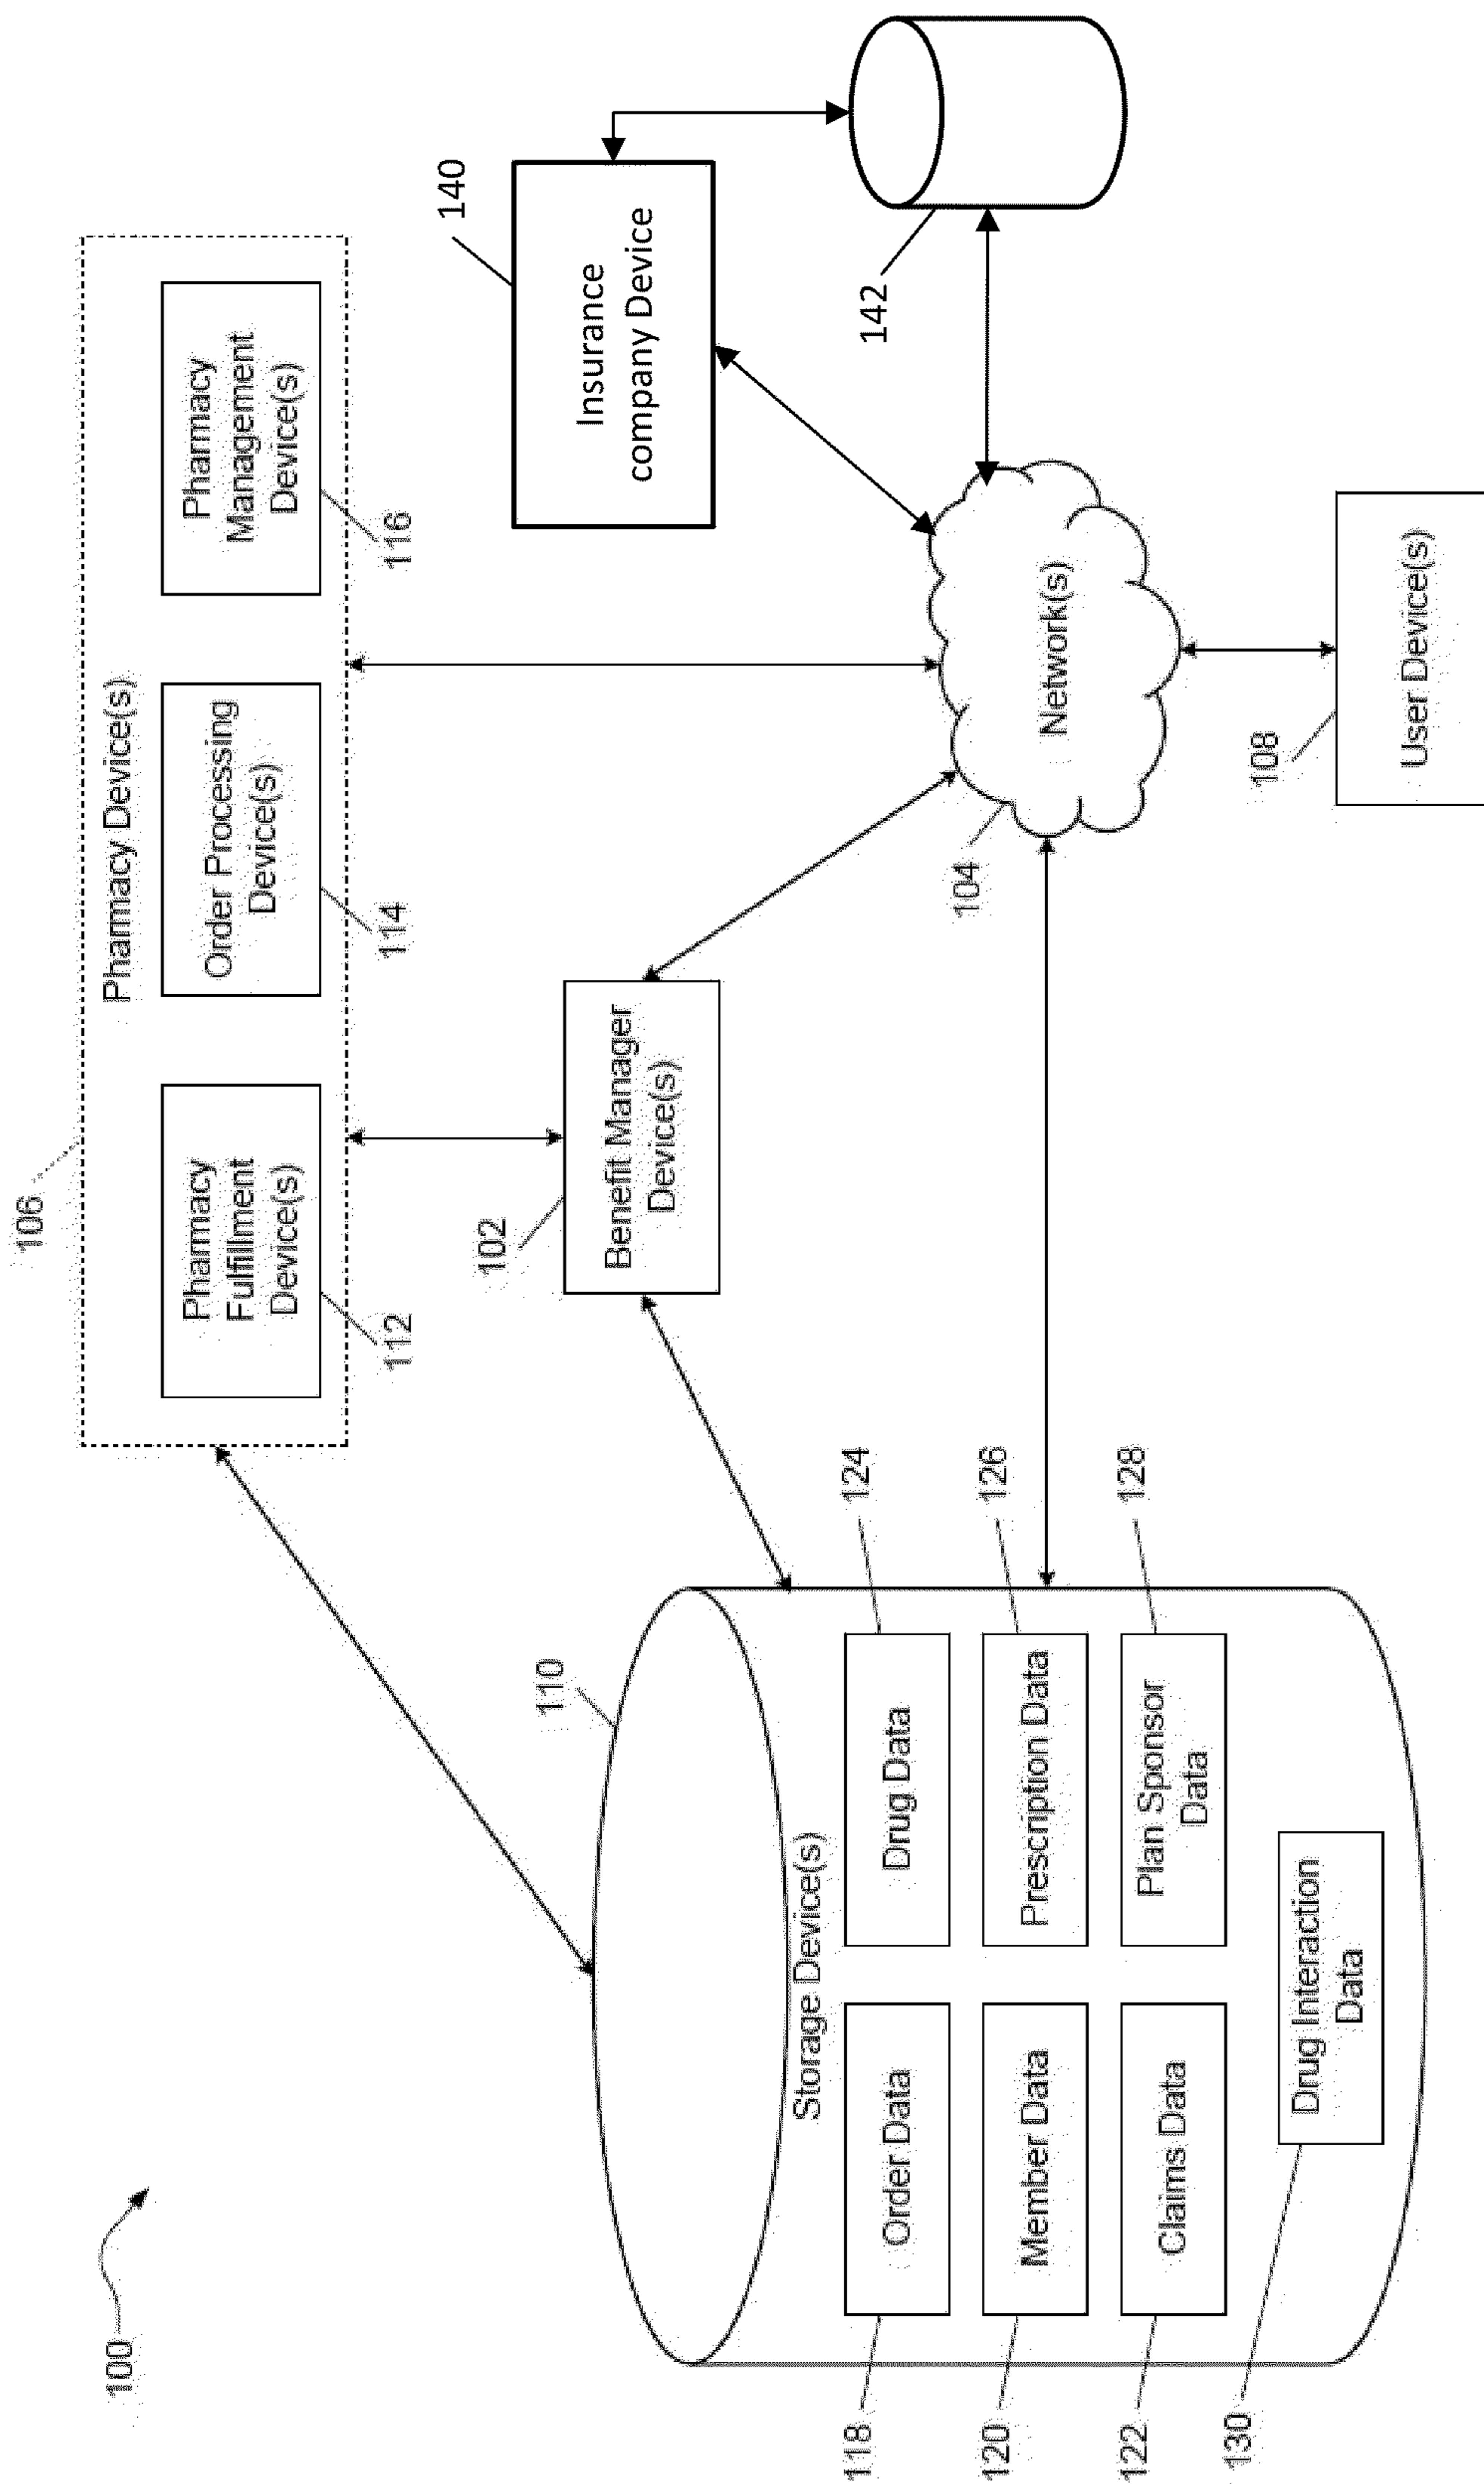 100
106
Pharmacy Device(s)
Pharmacy
Fulfillment
Device(s)
112
Order Processing
Device(s)
114
Pharmacy
Management
Device(s)
116
102
Benefit Manager
Device(s)
140
Insurance
company Device
142
104
Network(s)
108
User Device(s)
110
Storage Device(s)
118
Order Data
Drug Data
124
120
Member Data
Prescription Data
126
122
Claims Data
Plan Sponsor
Data
128
130
Drug Interaction
Data